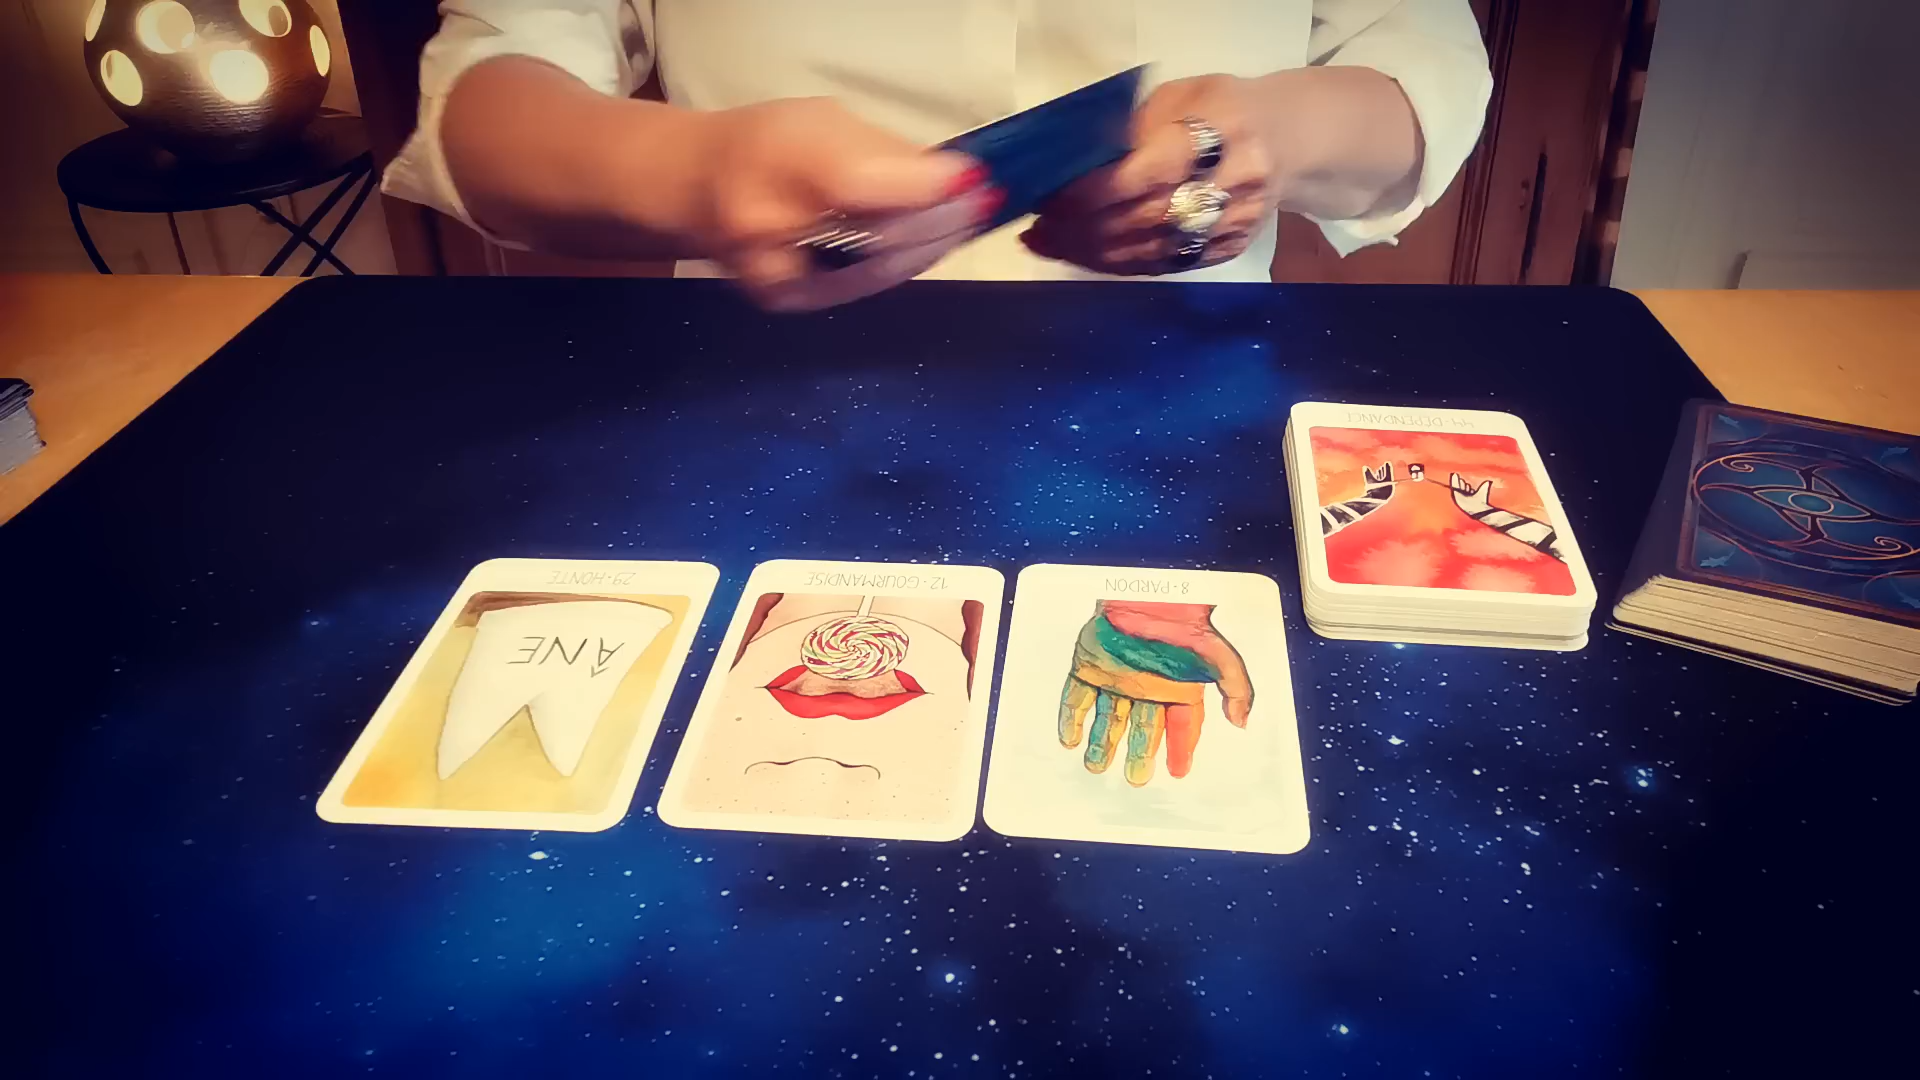 44-DÉPENDANCE
29-HONTE
12-GOURMANDISE
8-PARDON
ÂNE